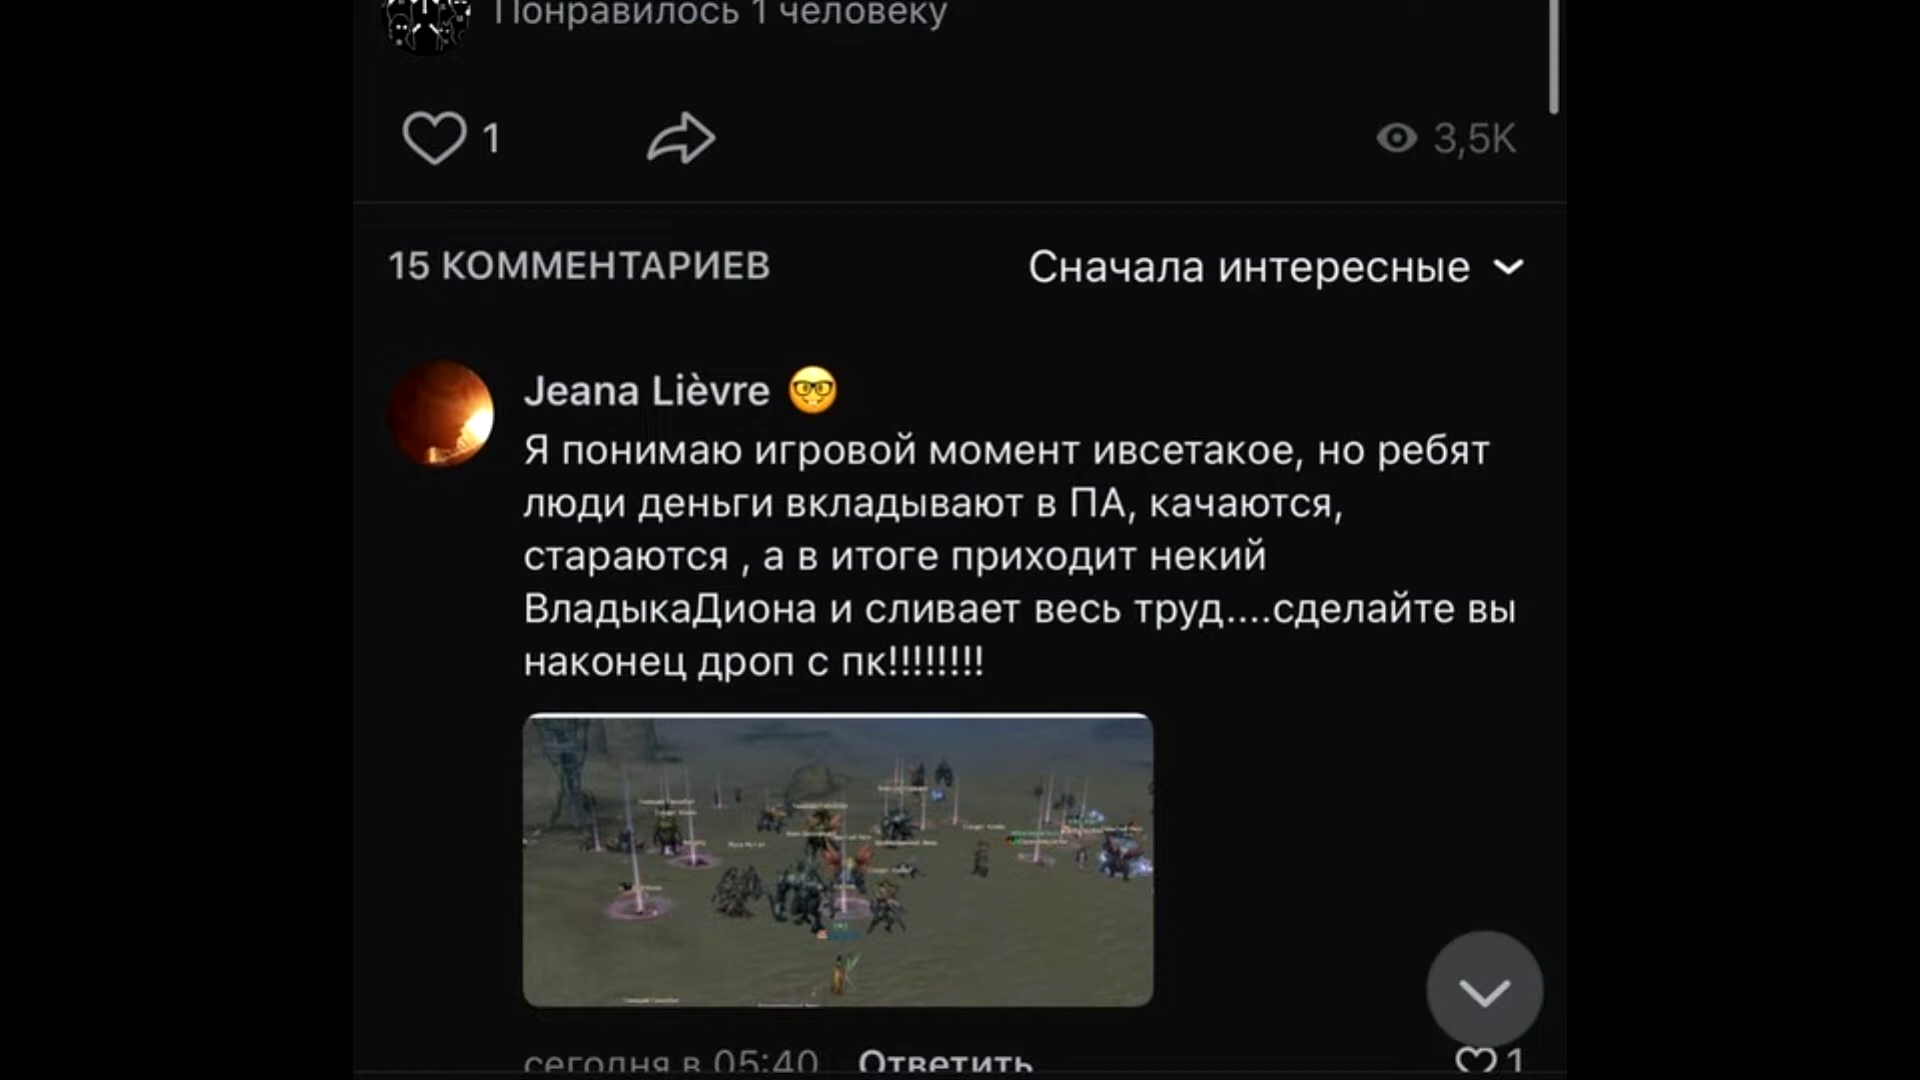 Понравилось 1 человеку
1
3,5K
15 КОММЕНТАРИЕВ
Сначала интересные
Jeana Lièvre
Я понимаю игровой момент ивсетакое, но ребят
люди деньги вкладывают в ПА, качаются,
стараются , а в итоге приходит некий
ВладыкаДиона и сливает весь труд....сделайте вы
наконец дроп с пк!!!!!!!!
сегодня в 05:40
Ответить
1